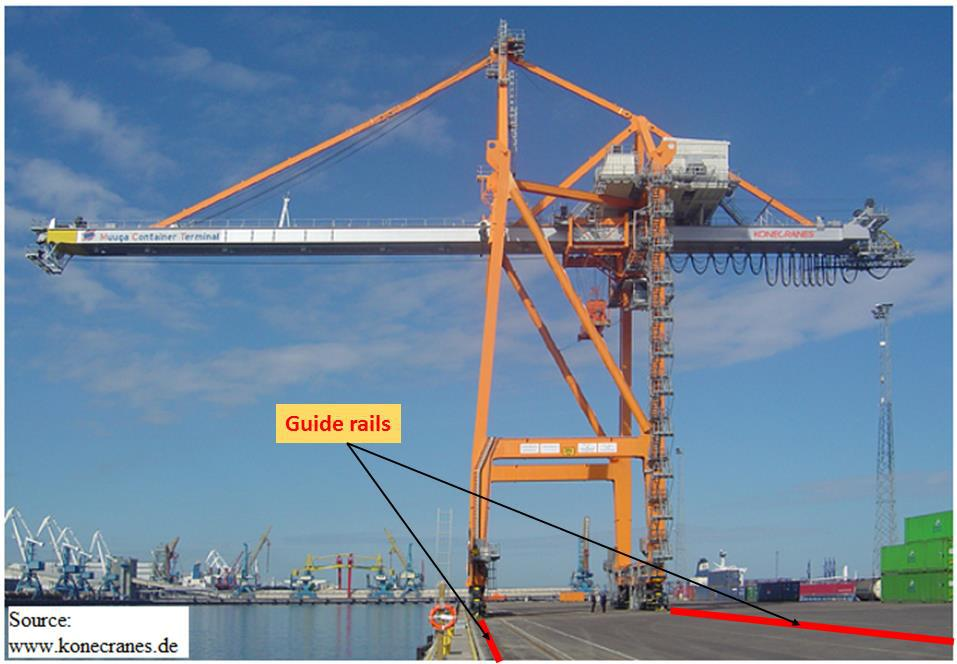 Muuga Container Terminal
KONECRANES
Guide rails
Source:
www.konecranes.de